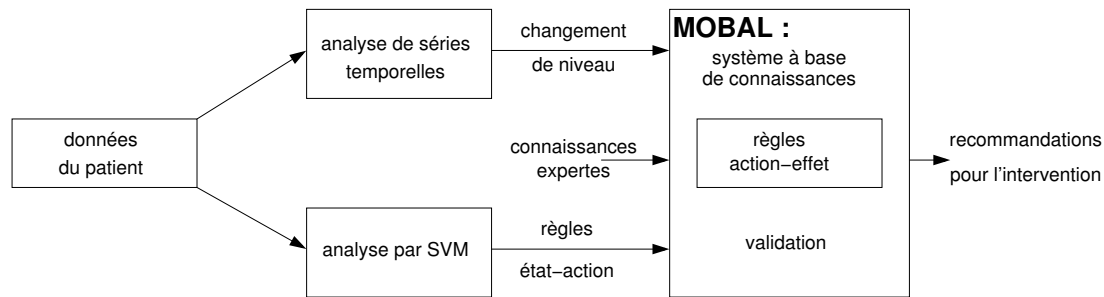 données
du patient
analyse de séries
temporelles
changement
de niveau
connaissances
expertes
analyse par SVM
règles
état−action
MOBAL :
système à base
de connaissances
règles
action−effet
validation
recommandations
pour l'intervention